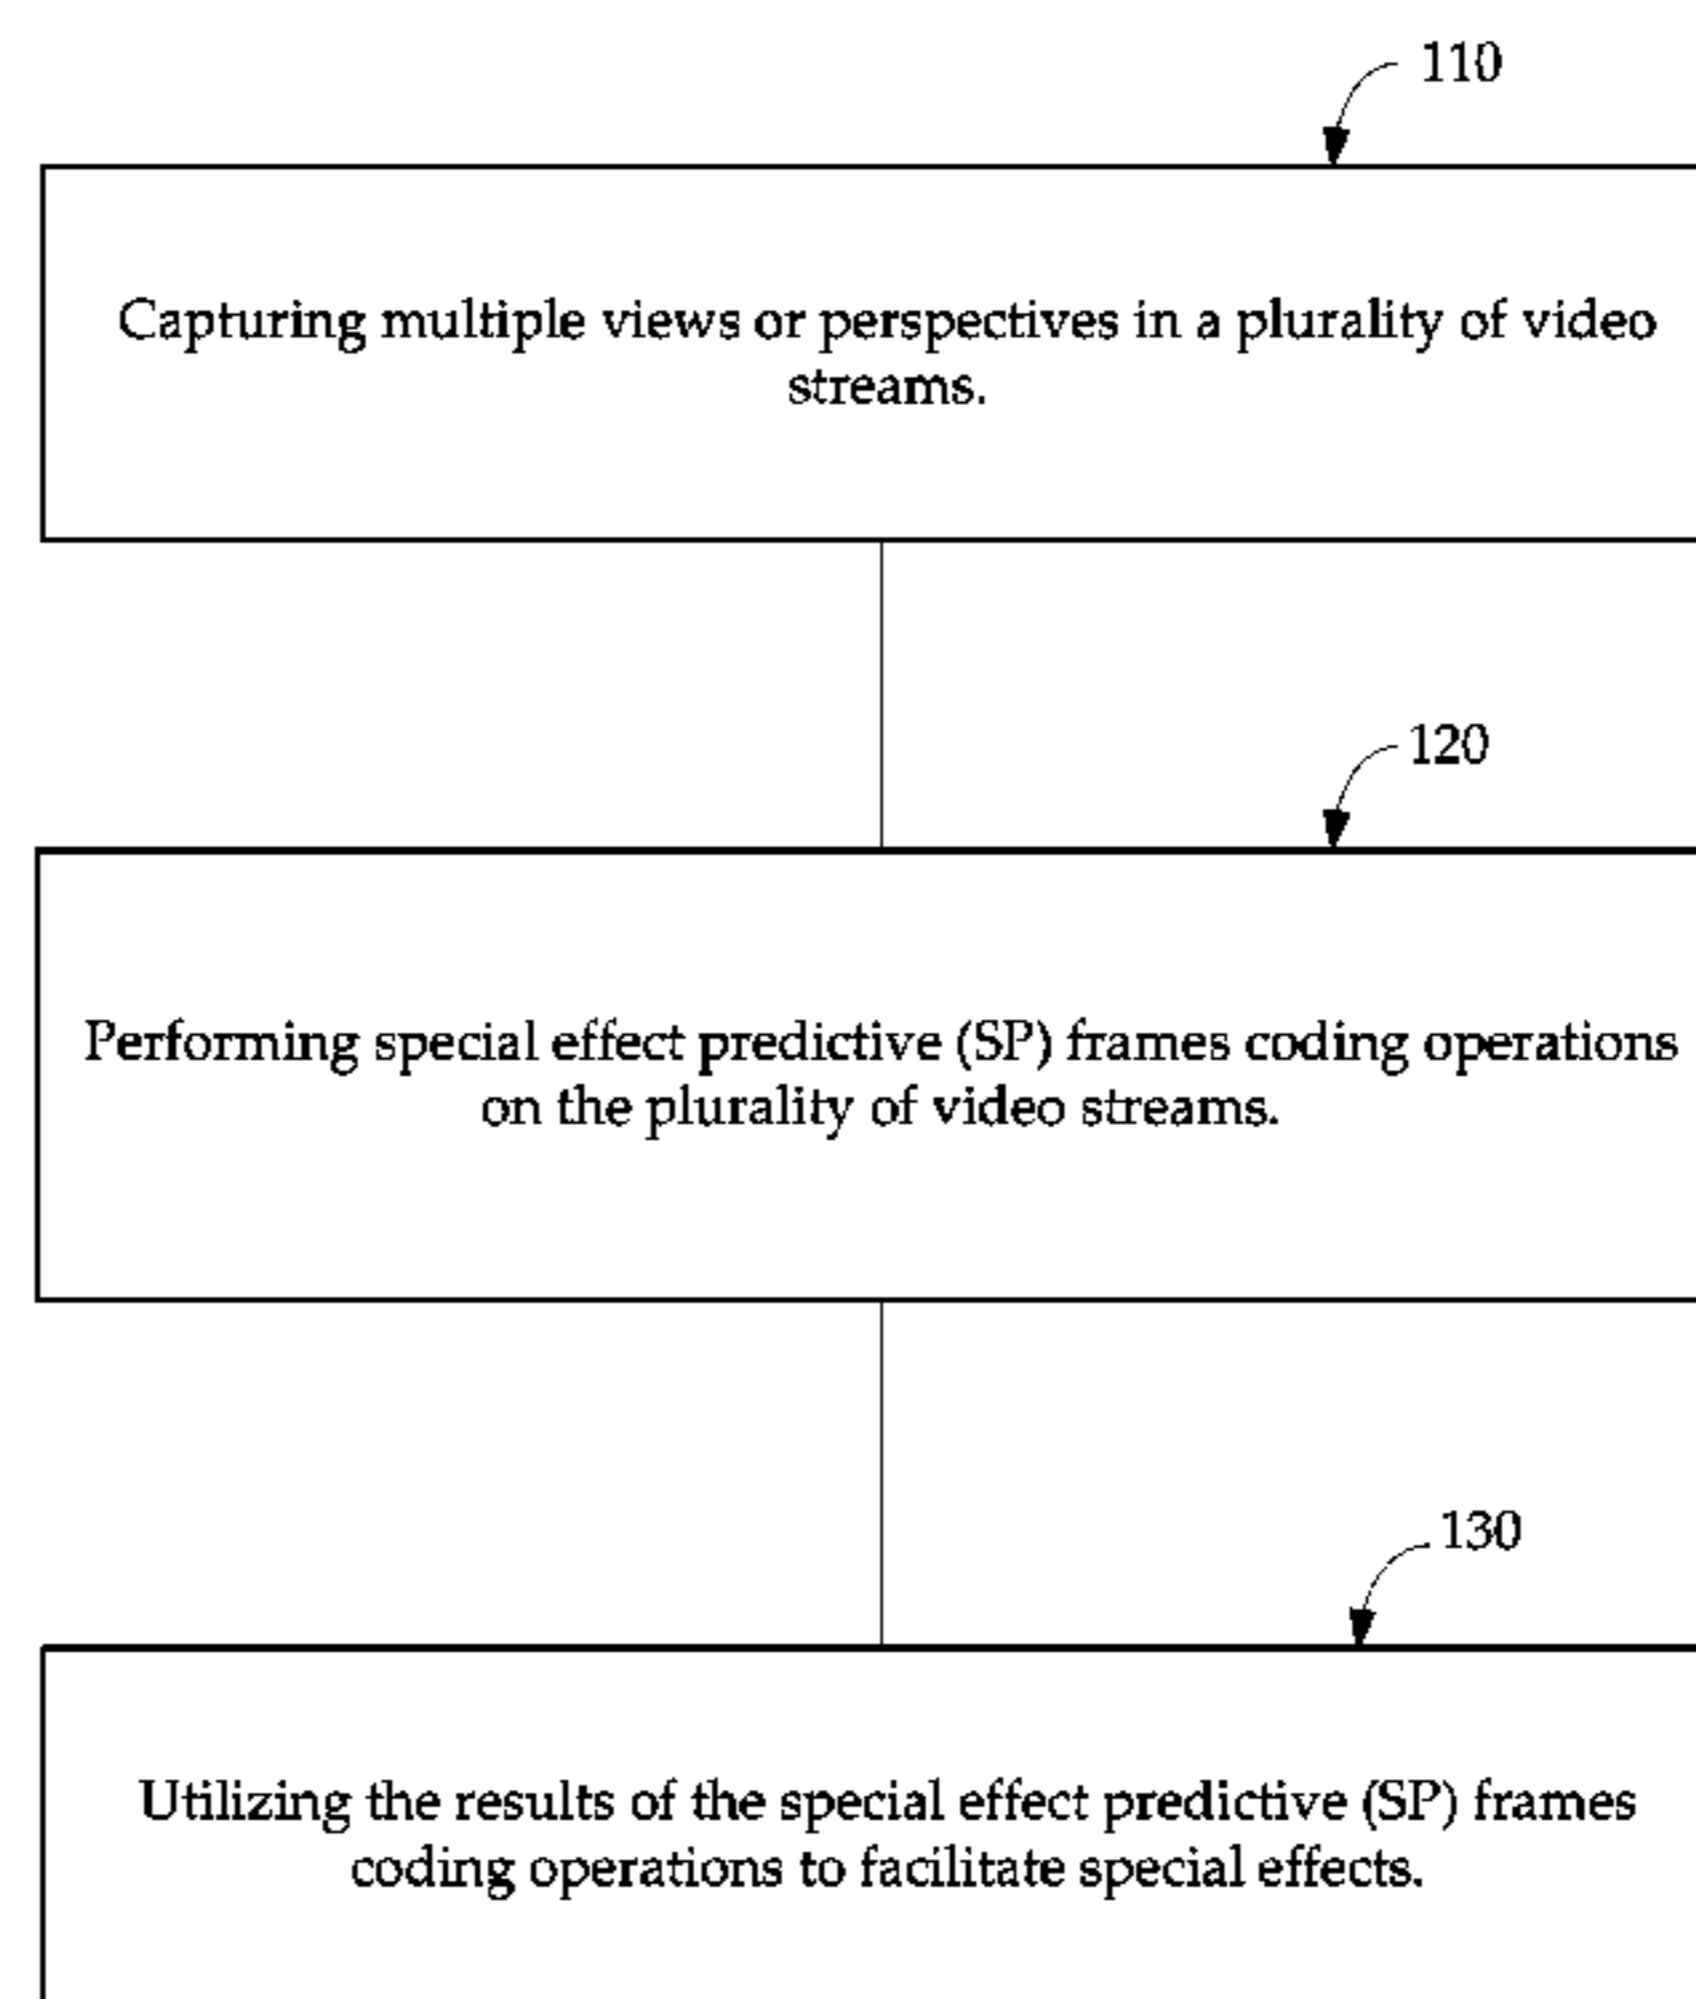 110
Capturing multiple views or perspectives in a plurality of video
streams.
120
Performing special effect predictive (SP) frames coding operations
on the plurality of video streams.
130
Utilizing the results of the special effect predictive (SP) frames
coding operations to facilitate special effects.